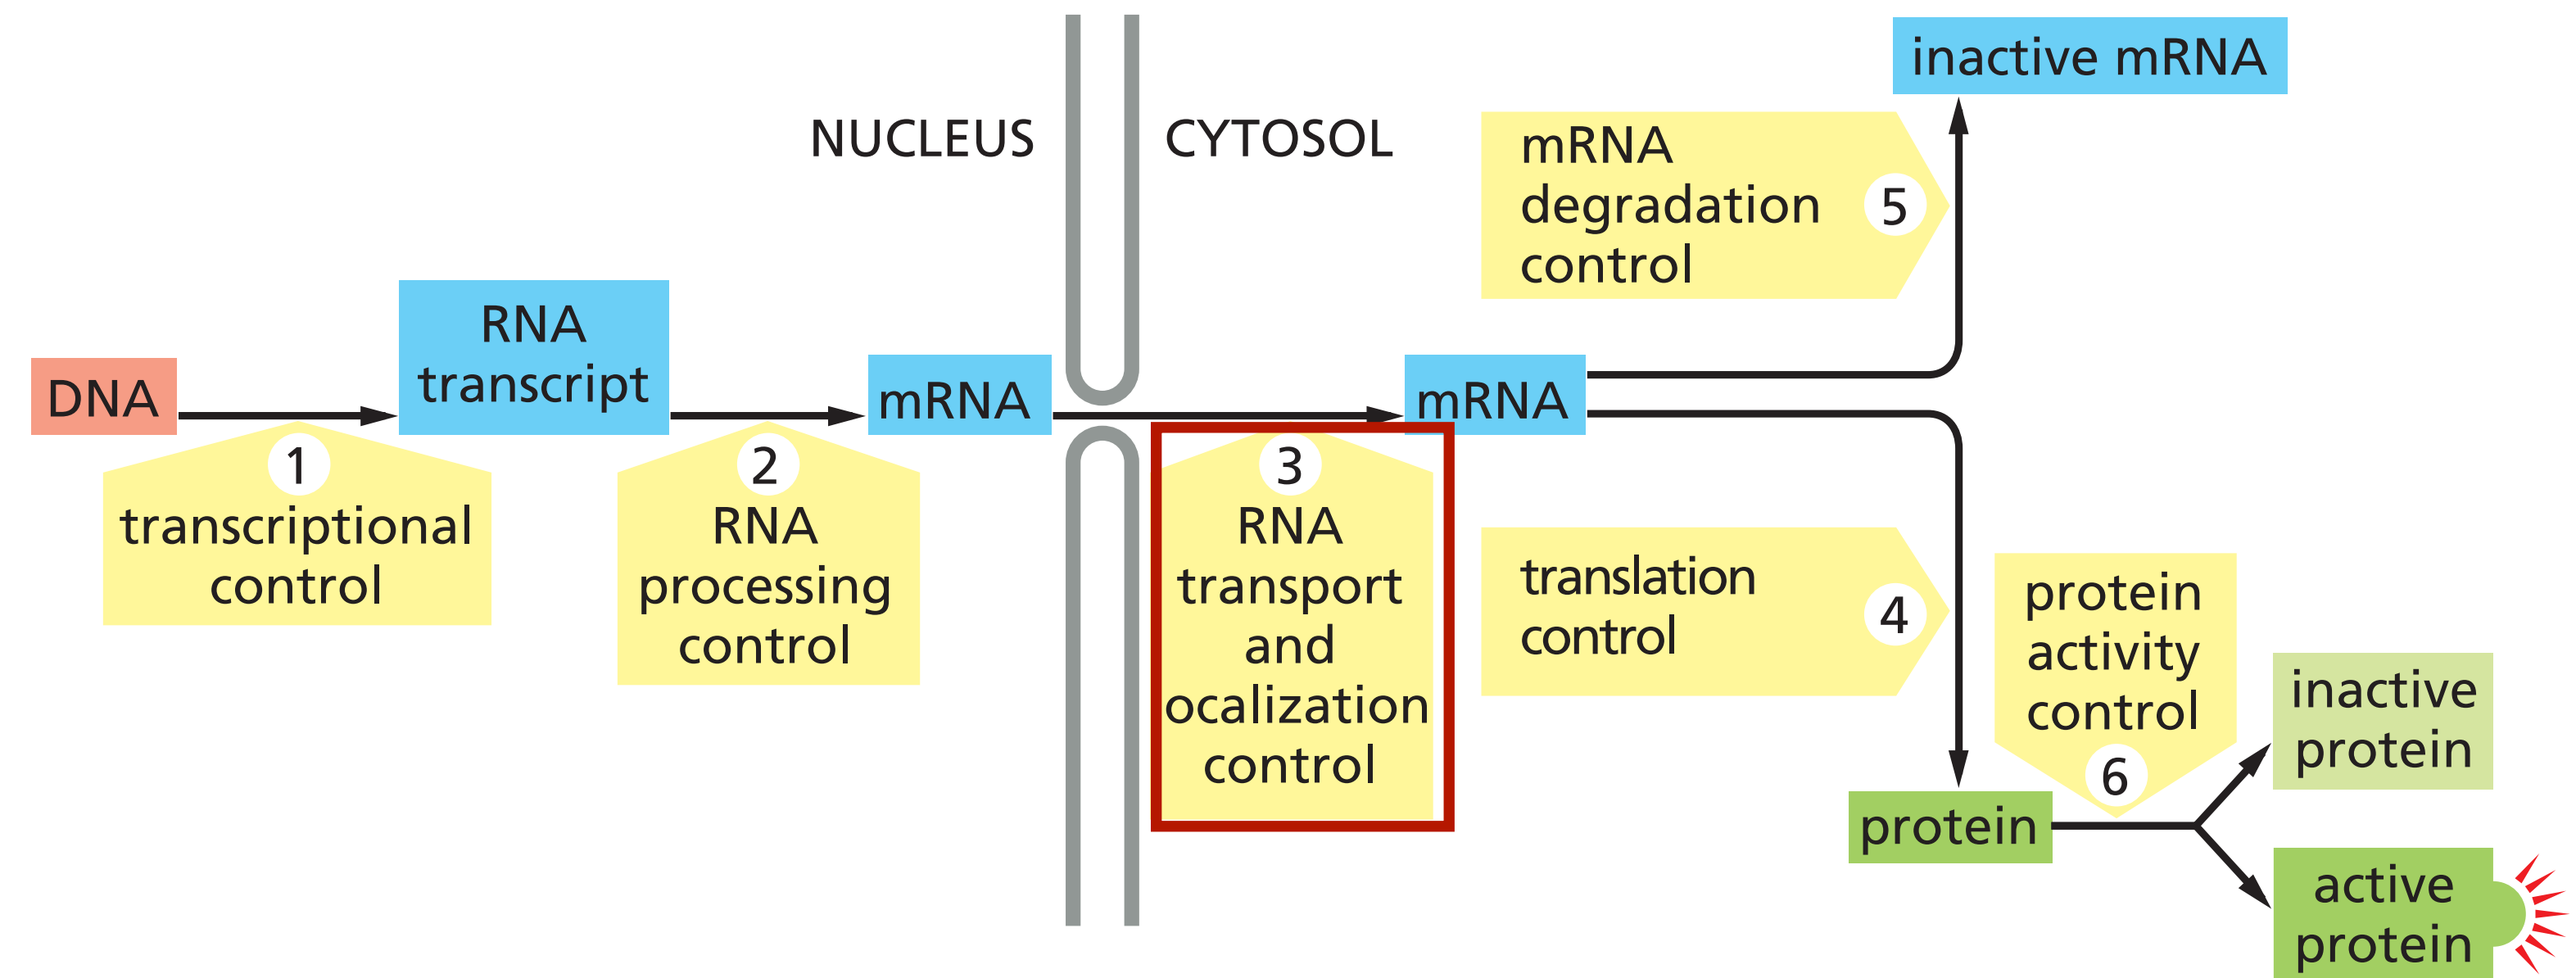 inactive mRNA
NUCLEUS
CYTOSOL
mRNA
degradation
control
5
RNA
transcript
DNA
mRNA
mRNA
1
transcriptional
control
2
RNA
processing
control
3
RNA
transport
and
ocalization
control
translation
control
4
protein
activity
control
6
inactive
protein
protein
active
protein